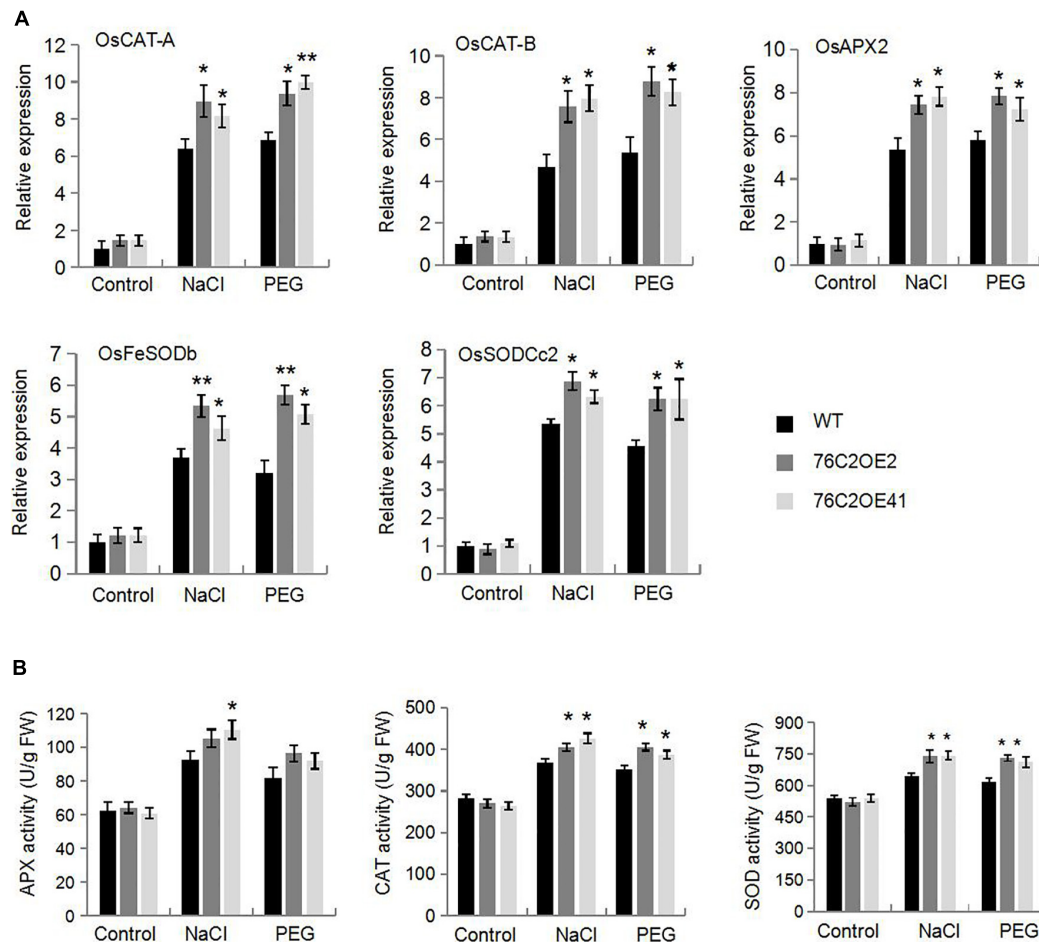 A
OsCAT-A
Relative expression
12
10
8
6
4
2
0
* * * **
Control NaCl PEG
OsCAT-B
Relative expression
10
8
6
4
2
0
* * * *
Control NaCl PEG
OsAPX2
Relative expression
10
8
6
4
2
0
* * * *
Control NaCl PEG
OsFeSODb
Relative expression
7
6
5
4
3
2
1
0
** * ** *
Control NaCl PEG
OsSODCc2
Relative expression
8
7
6
5
4
3
2
1
0
* * * *
Control NaCl PEG
WT
76C2OE2
76C2OE41
B
APX activity (U/g FW)
120
100
80
60
40
20
0
*
Control NaCl PEG
CAT activity (U/g FW)
500
400
300
200
100
0
* * * *
Control NaCl PEG
SOD activity (U/g FW)
900
750
600
450
300
150
0
* * * *
Control NaCl PEG